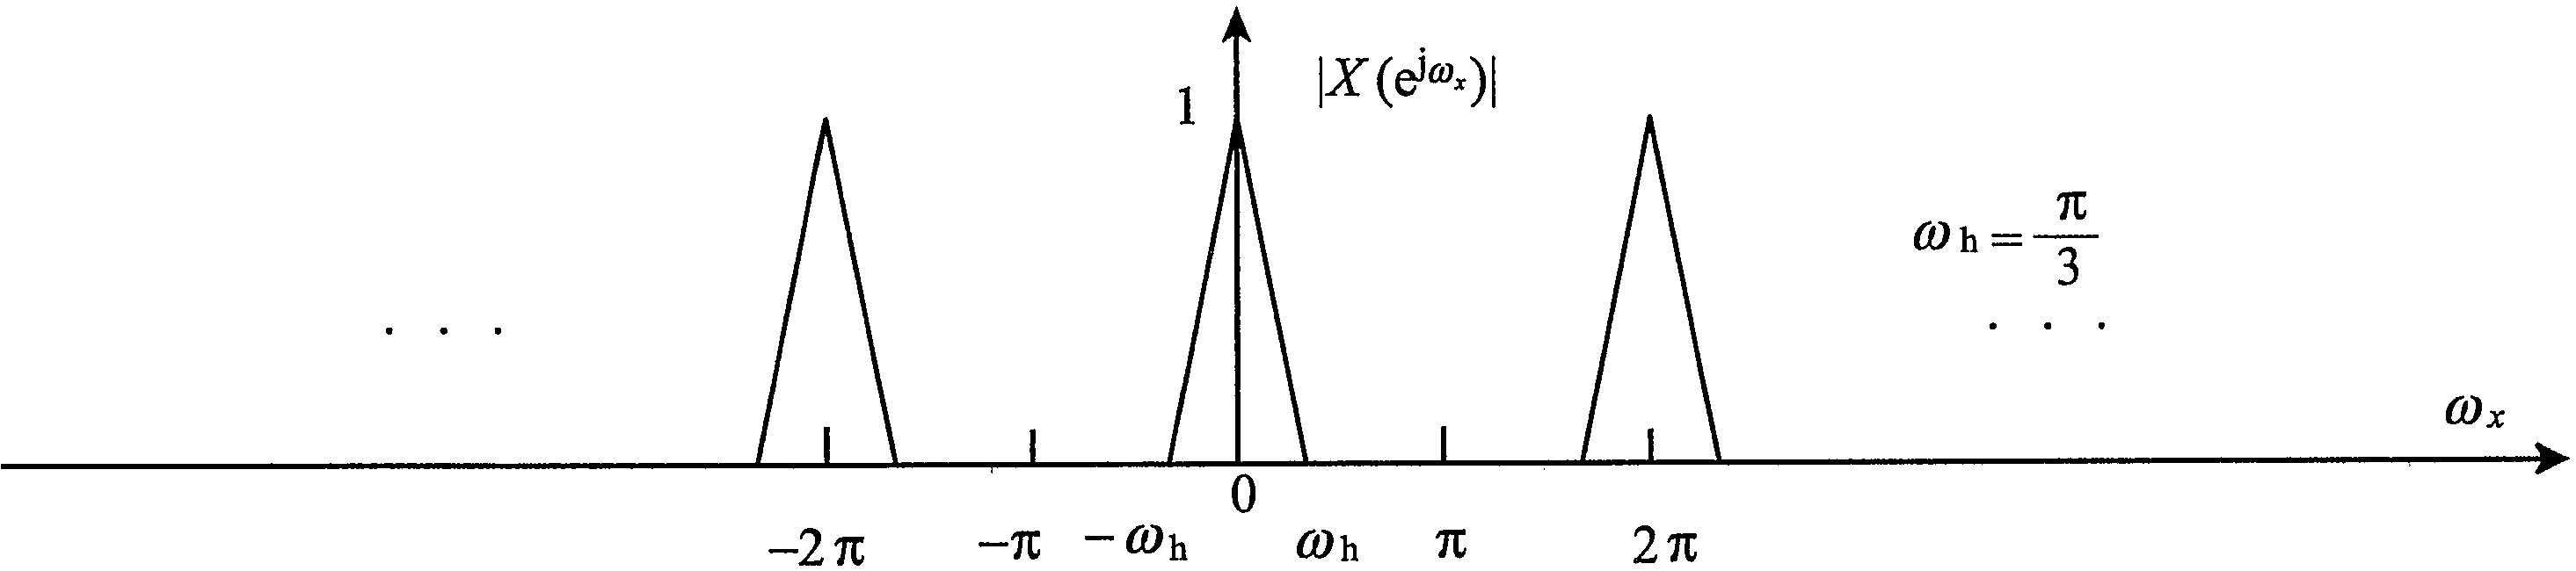 |X(e^{jω_x})|
1
ω_h = π/3
. . .
. . .
ω_x
0
−2π −π −ω_h ω_h π 2π